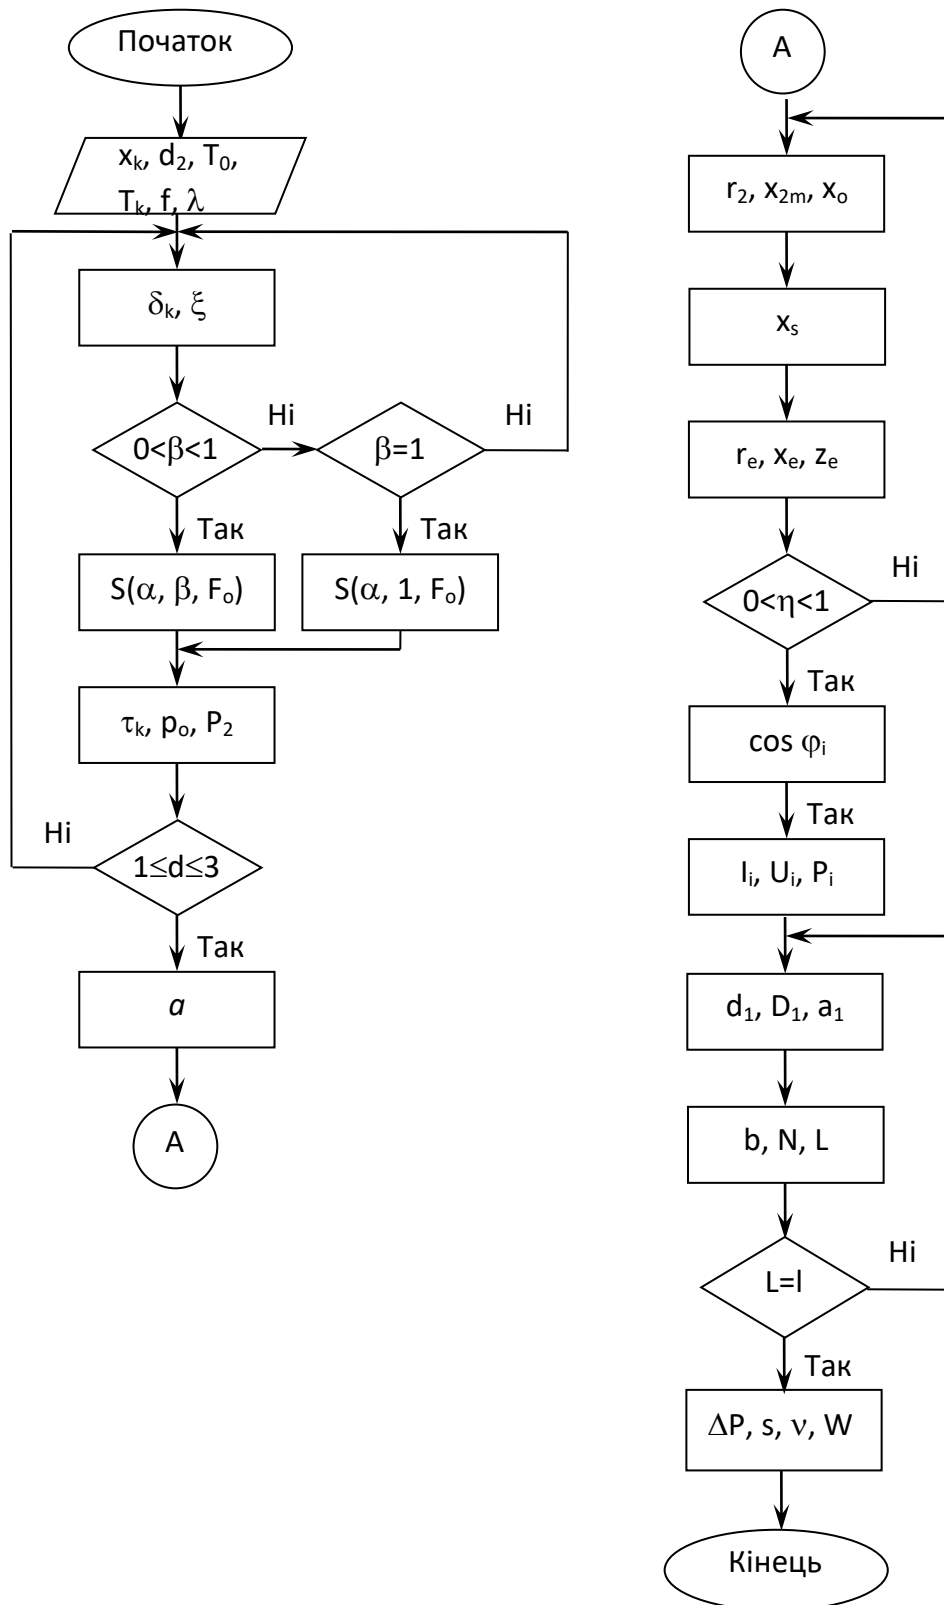 Початок
xₖ, d₂, T₀,
Tₖ, f, λ
δₖ, ξ
0<β<1
Ні
β=1
Ні
Так
Так
S(α, β, Fₒ)
S(α, 1, Fₒ)
τₖ, pₒ, P₂
Ні
1≤d≤3
Так
a
А
А
r₂, x₂ₘ, xₒ
xₛ
rₑ, xₑ, zₑ
Ні
0<η<1
Так
cos φᵢ
Так
Iᵢ, Uᵢ, Pᵢ
d₁, D₁, a₁
b, N, L
Ні
L=l
Так
ΔP, s, ν, W
Кінець